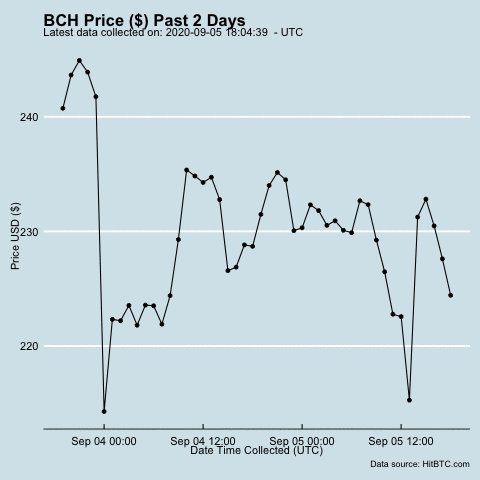 BCH Price ($) Past 2 Days
Latest data collected on: 2020-09-05 18:04:39  - UTC
Price USD ($)
240
230
220
Sep 04 00:00
Sep 04 12:00
Sep 05 00:00
Sep 05 12:00
Date Time Collected (UTC)
Data source: HitBTC.com